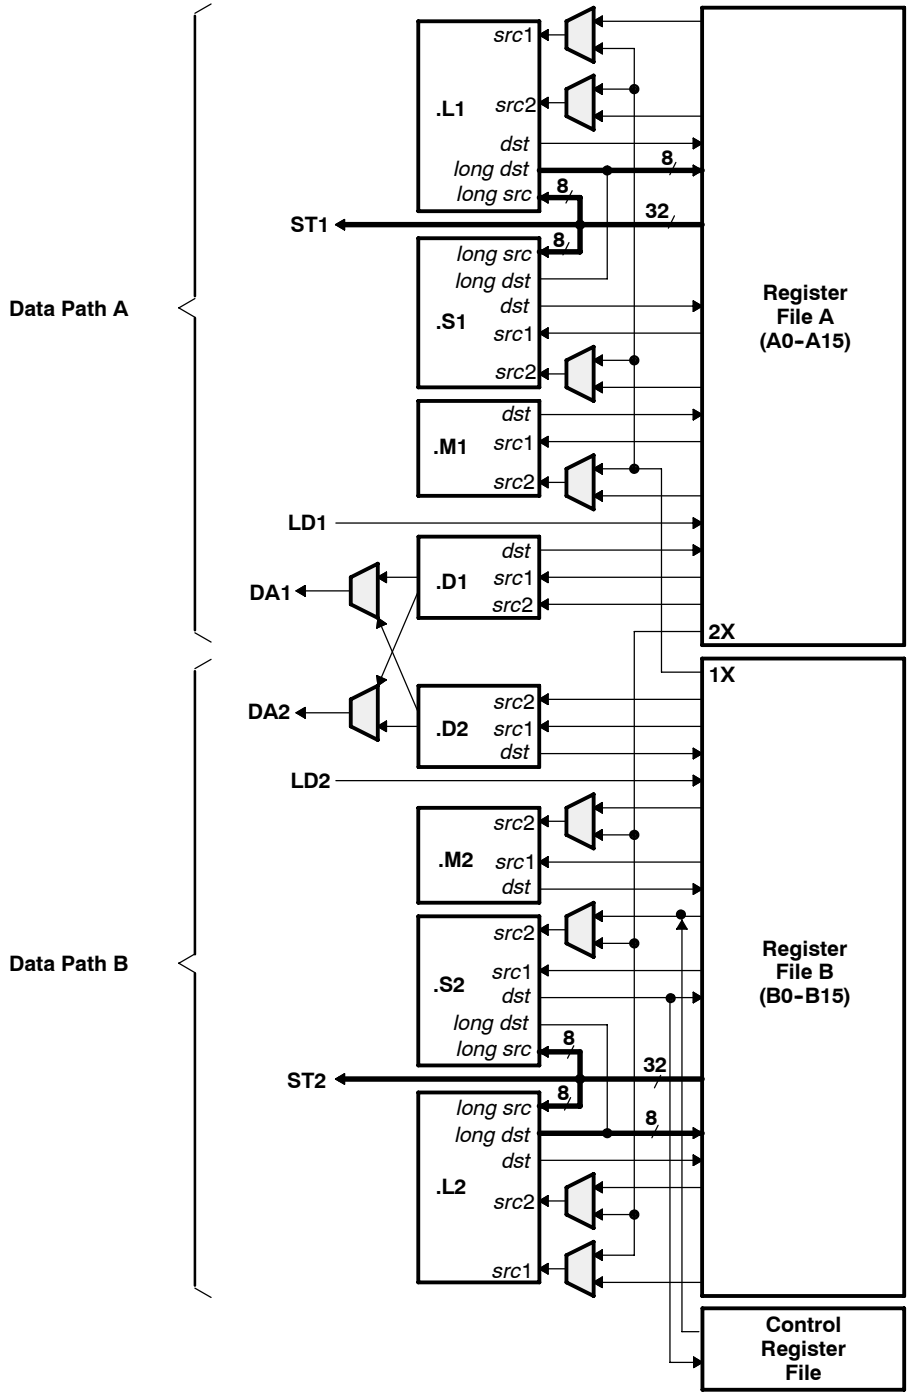 src1
.L1
src2
dst
long dst
8
long src
8
ST1
32
8
long src
long dst
dst
.S1
src1
src2
Data Path A
Register
File A
(A0-A15)
dst
.M1
src1
src2
LD1
dst
.D1
src1
src2
DA1
2X
1X
DA2
src2
.D2
src1
dst
LD2
src2
.M2
src1
dst
src2
.S2
src1
dst
long dst
long src
8
Data Path B
Register
File B
(B0-B15)
ST2
32
8
long src
long dst
8
dst
.L2
src2
src1
Control
Register
File